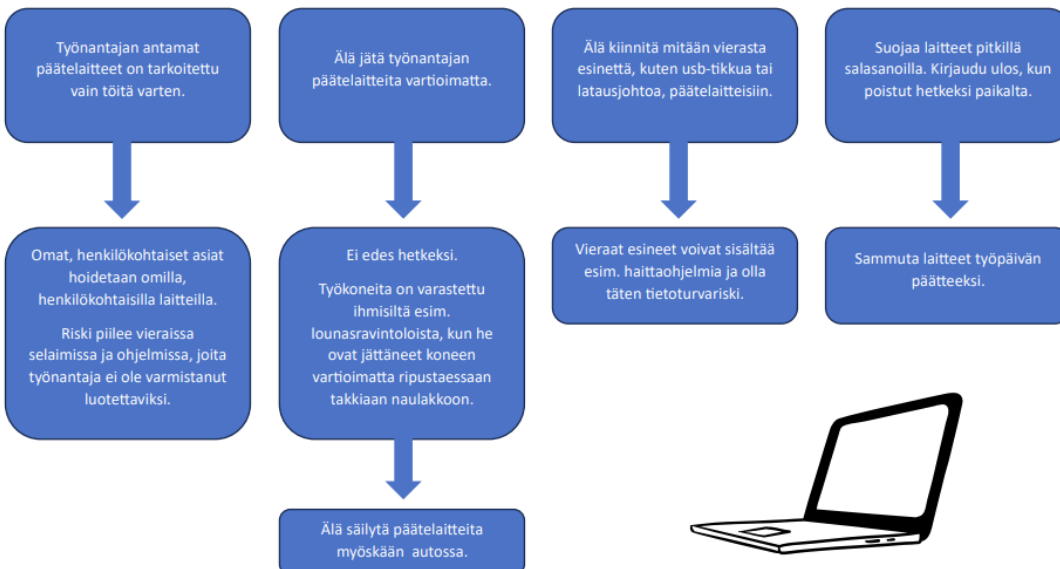 Työnantajan antamat
päätelaitteet on tarkoitettu
vain töitä varten.
Omat, henkilökohtaiset asiat
hoidetaan omilla,
henkilökohtaisilla laitteilla.
Riski piilee vieraissa
selaimissa ja ohjelmissa, joita
työnantaja ei ole varmistanut
luotettaviksi.
Älä jätä työnantajan
päätelaitteita vartioimatta.
Ei edes hetkeksi.
Työkoneita on varastettu
ihmisiltä esim.
lounasravintoloista, kun he
ovat jättäneet koneen
vartioimatta ripustaessaan
takkiaan naulakkoon.
Älä säilytä päätelaitteita
myöskään autossa.
Älä kiinnitä mitään vierasta
esinettä, kuten usb-tikkua tai
latausjohtoa, päätelaitteisiin.
Vieraat esineet voivat sisältää
esim. haittaohjelmia ja olla
täten tietoturvariski.
Suojaa laitteet pitkillä
salasanoilla. Kirjaudu ulos, kun
poistut hetkeksi paikalta.
Sammuta laitteet työpäivän
päätteeksi.